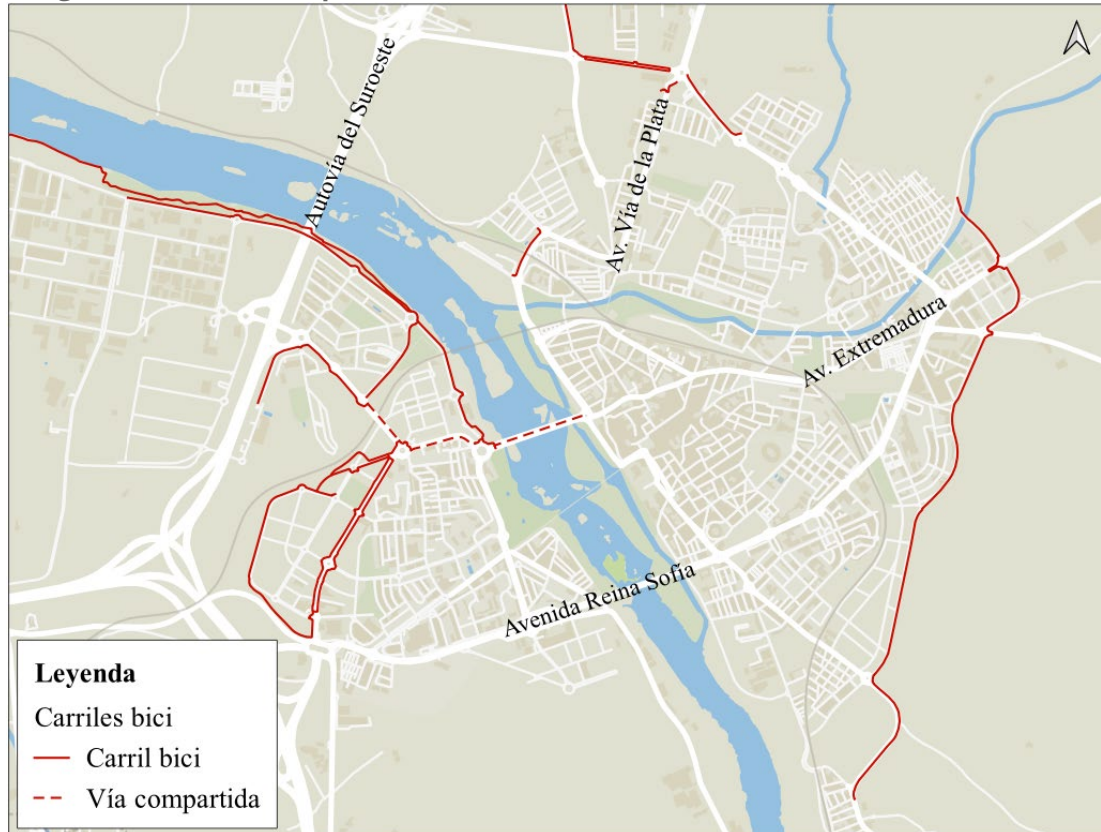 Autovía del Suroeste
Av. Vía de la Plata
Av. Extremadura
Avenida Reina Sofía
Leyenda
Carriles bici
Carril bici
Vía compartida